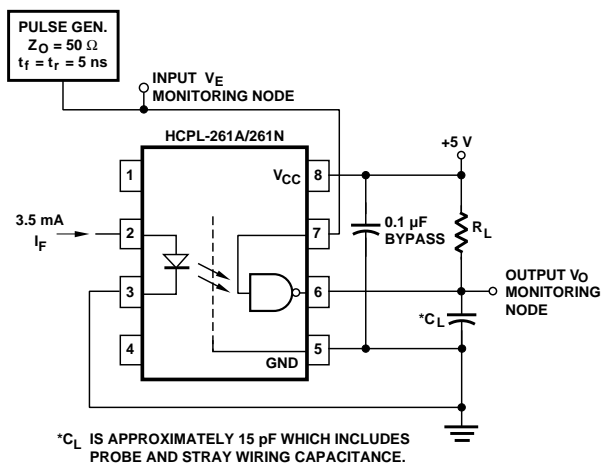 PULSE GEN.
Z_O = 50 Ω
t_f = t_r = 5 ns
INPUT V_E
MONITORING NODE
HCPL-261A/261N
+5 V
1
V_CC
8
3.5 mA
I_F
2
7
0.1 µF
BYPASS
R_L
3
6
OUTPUT V_O
MONITORING
NODE
*C_L
4
GND
5
*C_L IS APPROXIMATELY 15 pF WHICH INCLUDES
PROBE AND STRAY WIRING CAPACITANCE.